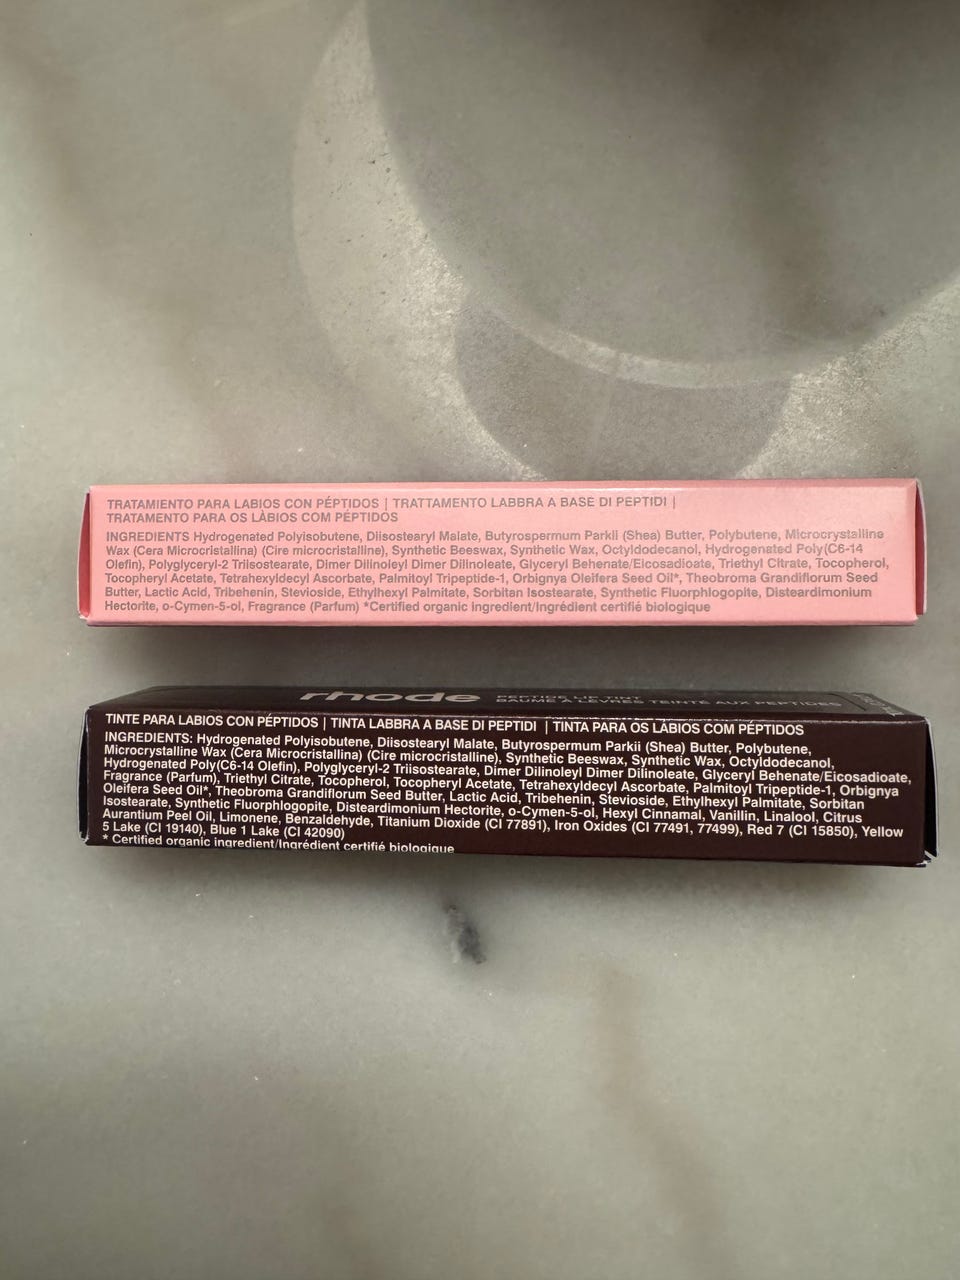 TRATAMIENTO PARA LABIOS CON PÉPTIDOS | TRATTAMENTO LABBRA A BASE DI PEPTIDI |
TRATAMENTO PARA OS LÁBIOS COM PÉPTIDOS
INGREDIENTS Hydrogenated Polyisobutene, Diisostearyl Malate, Butyrospermum Parkii (Shea) Butter, Polybutene, Microcrystalline
Wax (Cera Microcristallina) (Cire microcristalline), Synthetic Beeswax, Synthetic Wax, Octyldodecanol, Hydrogenated Poly(C6-14
Olefin), Polyglyceryl-2 Triisostearate, Dimer Dilinoleyl Dimer Dilinoleate, Glyceryl Behenate/Eicosadioate, Triethyl Citrate, Tocopherol,
Tocopheryl Acetate, Tetrahexyldecyl Ascorbate, Palmitoyl Tripeptide-1, Orbignya Oleifera Seed Oil*, Theobroma Grandiflorum Seed
Butter, Lactic Acid, Tribehenin, Stevioside, Ethylhexyl Palmitate, Sorbitan Isostearate, Synthetic Fluorphlogopite, Disteardimonium
Hectorite, o-Cymen-5-ol, Fragrance (Parfum) *Certified organic ingredient/Ingrédient certifié biologique
rhode
PEPTIDE LIP TINT
BAUME À LÈVRES TEINTÉ AUX PEPTIDES
TINTE PARA LABIOS CON PÉPTIDOS | TINTA LABBRA A BASE DI PEPTIDI | TINTA PARA OS LÁBIOS COM PÉPTIDOS
INGREDIENTS: Hydrogenated Polyisobutene, Diisostearyl Malate, Butyrospermum Parkii (Shea) Butter, Polybutene,
Microcrystalline Wax (Cera Microcristallina) (Cire microcristalline), Synthetic Beeswax, Synthetic Wax, Octyldodecanol,
Hydrogenated Poly(C6-14 Olefin), Polyglyceryl-2 Triisostearate, Dimer Dilinoleyl Dimer Dilinoleate, Glyceryl Behenate/Eicosadioate,
Fragrance (Parfum), Triethyl Citrate, Tocopherol, Tocopheryl Acetate, Tetrahexyldecyl Ascorbate, Palmitoyl Tripeptide-1, Orbignya
Oleifera Seed Oil*, Theobroma Grandiflorum Seed Butter, Lactic Acid, Tribehenin, Stevioside, Ethylhexyl Palmitate, Sorbitan
Isostearate, Synthetic Fluorphlogopite, Disteardimonium Hectorite, o-Cymen-5-ol, Hexyl Cinnamal, Vanillin, Linalool, Citrus
Aurantium Peel Oil, Limonene, Benzaldehyde, Titanium Dioxide (CI 77891), Iron Oxides (CI 77491, 77499), Red 7 (CI 15850), Yellow
5 Lake (CI 19140), Blue 1 Lake (CI 42090)
* Certified organic ingredient/Ingrédient certifié biologique